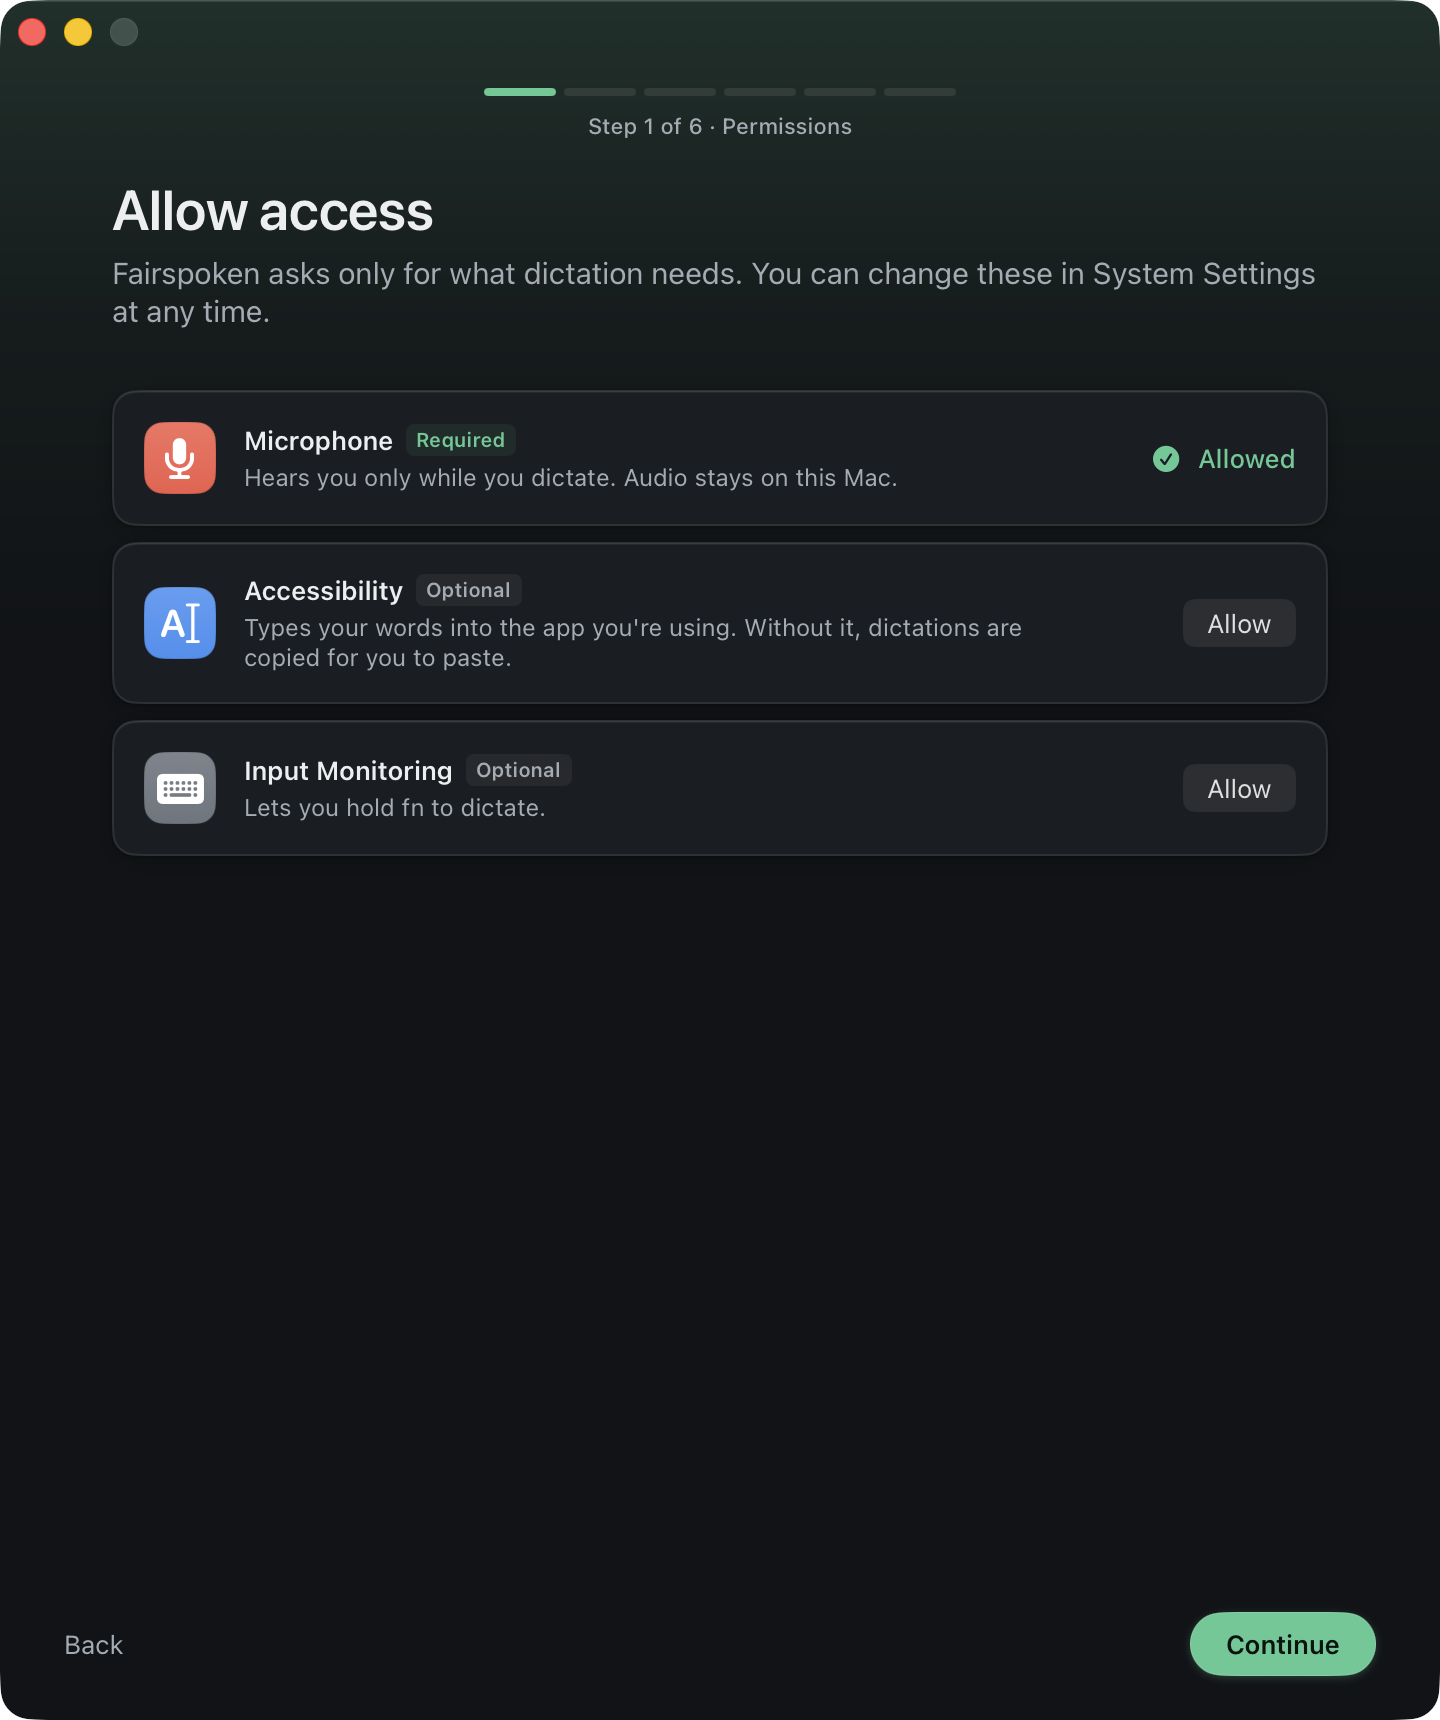 Step 1 of 6 · Permissions
Allow access
Fairspoken asks only for what dictation needs. You can change these in System Settings
at any time.
Microphone Required
Hears you only while you dictate. Audio stays on this Mac.
Allowed
Accessibility Optional
Types your words into the app you're using. Without it, dictations are
copied for you to paste.
Allow
Input Monitoring Optional
Lets you hold fn to dictate.
Allow
Back
Continue